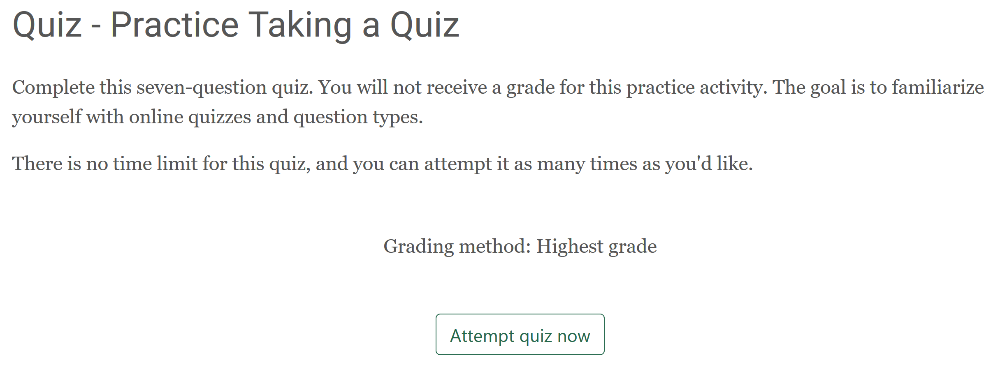 Quiz - Practice Taking a Quiz
Complete this seven-question quiz. You will not receive a grade for this practice activity. The goal is to familiarize
yourself with online quizzes and question types.
There is no time limit for this quiz, and you can attempt it as many times as you'd like.
Grading method: Highest grade
Attempt quiz now